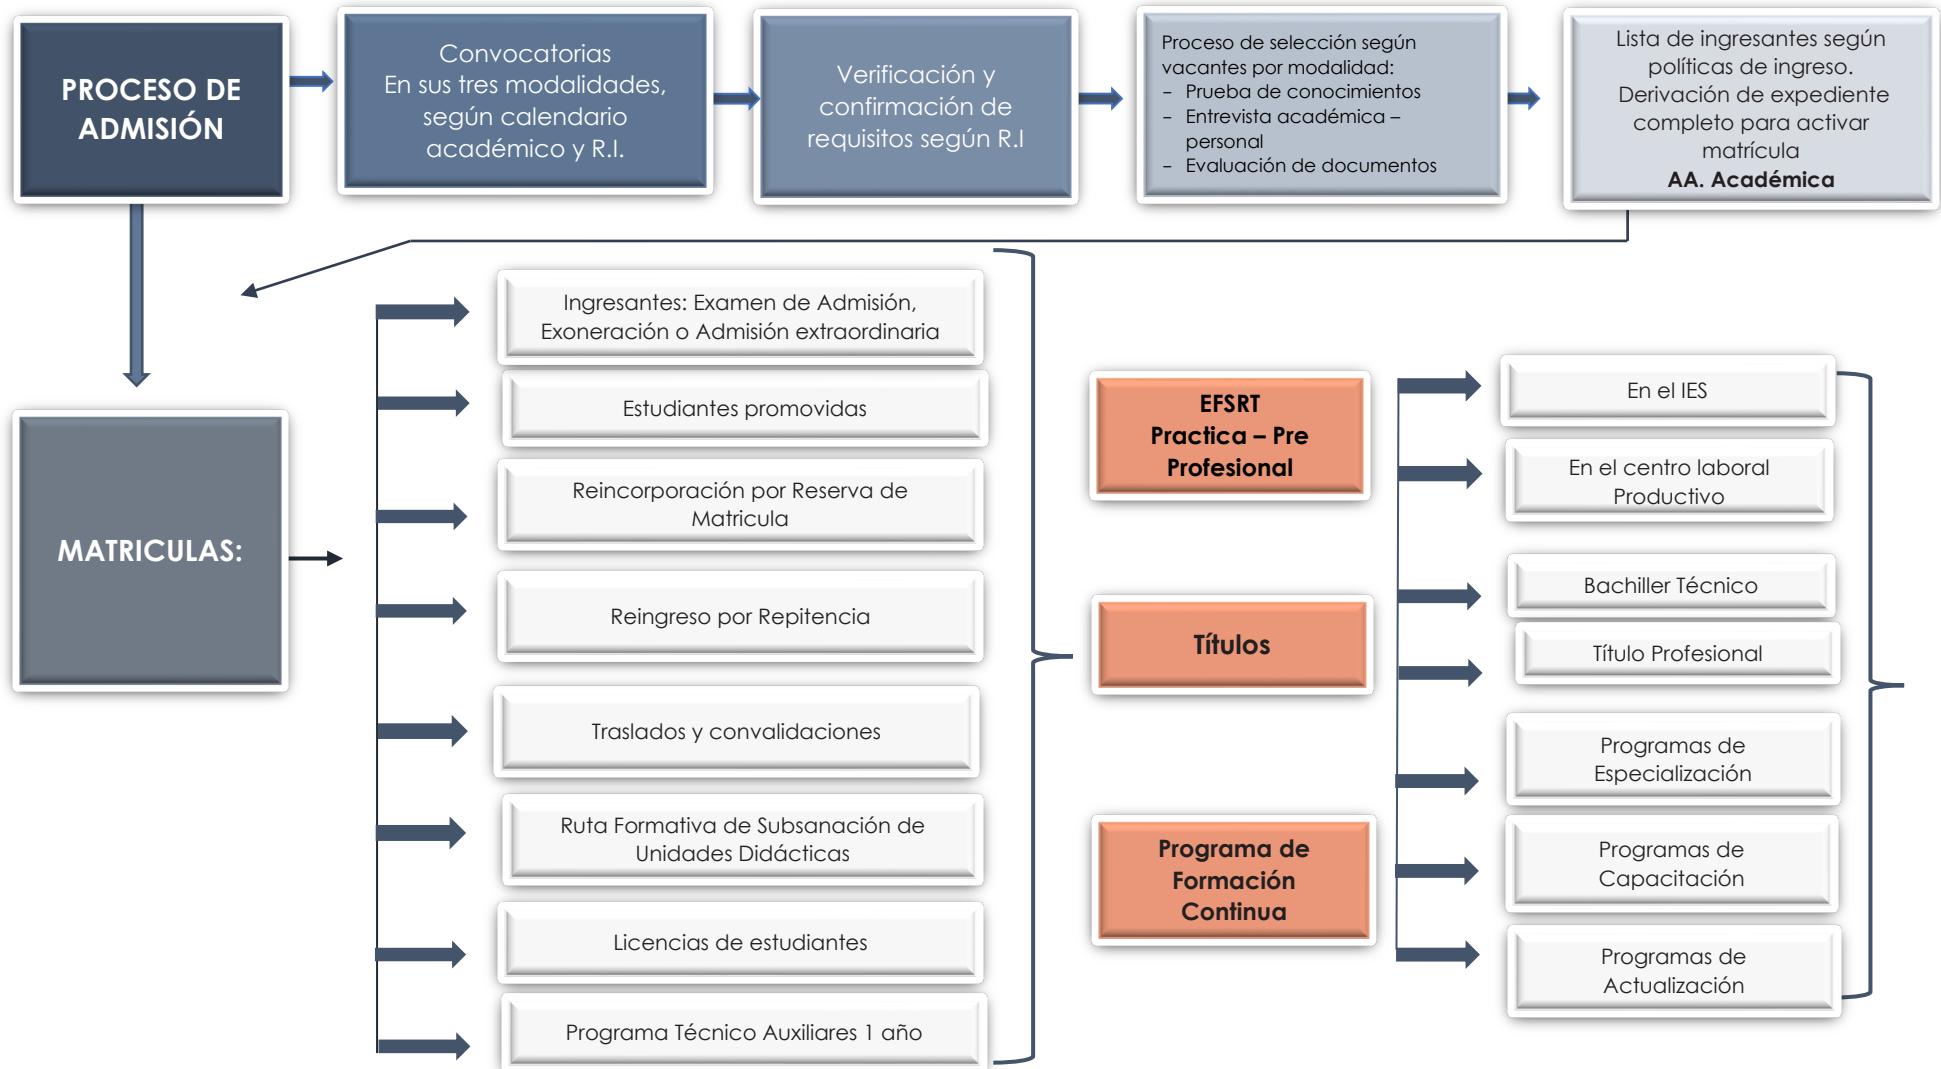 PROCESO DE
ADMISIÓN
Convocatorias
En sus tres modalidades,
según calendario
académico y R.I.
Verificación y
confirmación de
requisitos según R.I
Proceso de selección según
vacantes por modalidad:
- Prueba de conocimientos
- Entrevista académica –
personal
- Evaluación de documentos
Lista de ingresantes según
políticas de ingreso.
Derivación de expediente
completo para activar
matrícula
AA. Académica
MATRICULAS:
Ingresantes: Examen de Admisión,
Exoneración o Admisión extraordinaria
Estudiantes promovidas
Reincorporación por Reserva de
Matricula
Reingreso por Repitencia
Traslados y convalidaciones
Ruta Formativa de Subsanación de
Unidades Didácticas
Licencias de estudiantes
Programa Técnico Auxiliares 1 año
EFSRT
Practica – Pre
Profesional
Títulos
Programa de
Formación
Continua
En el IES
En el centro laboral
Productivo
Bachiller Técnico
Título Profesional
Programas de
Especialización
Programas de
Capacitación
Programas de
Actualización